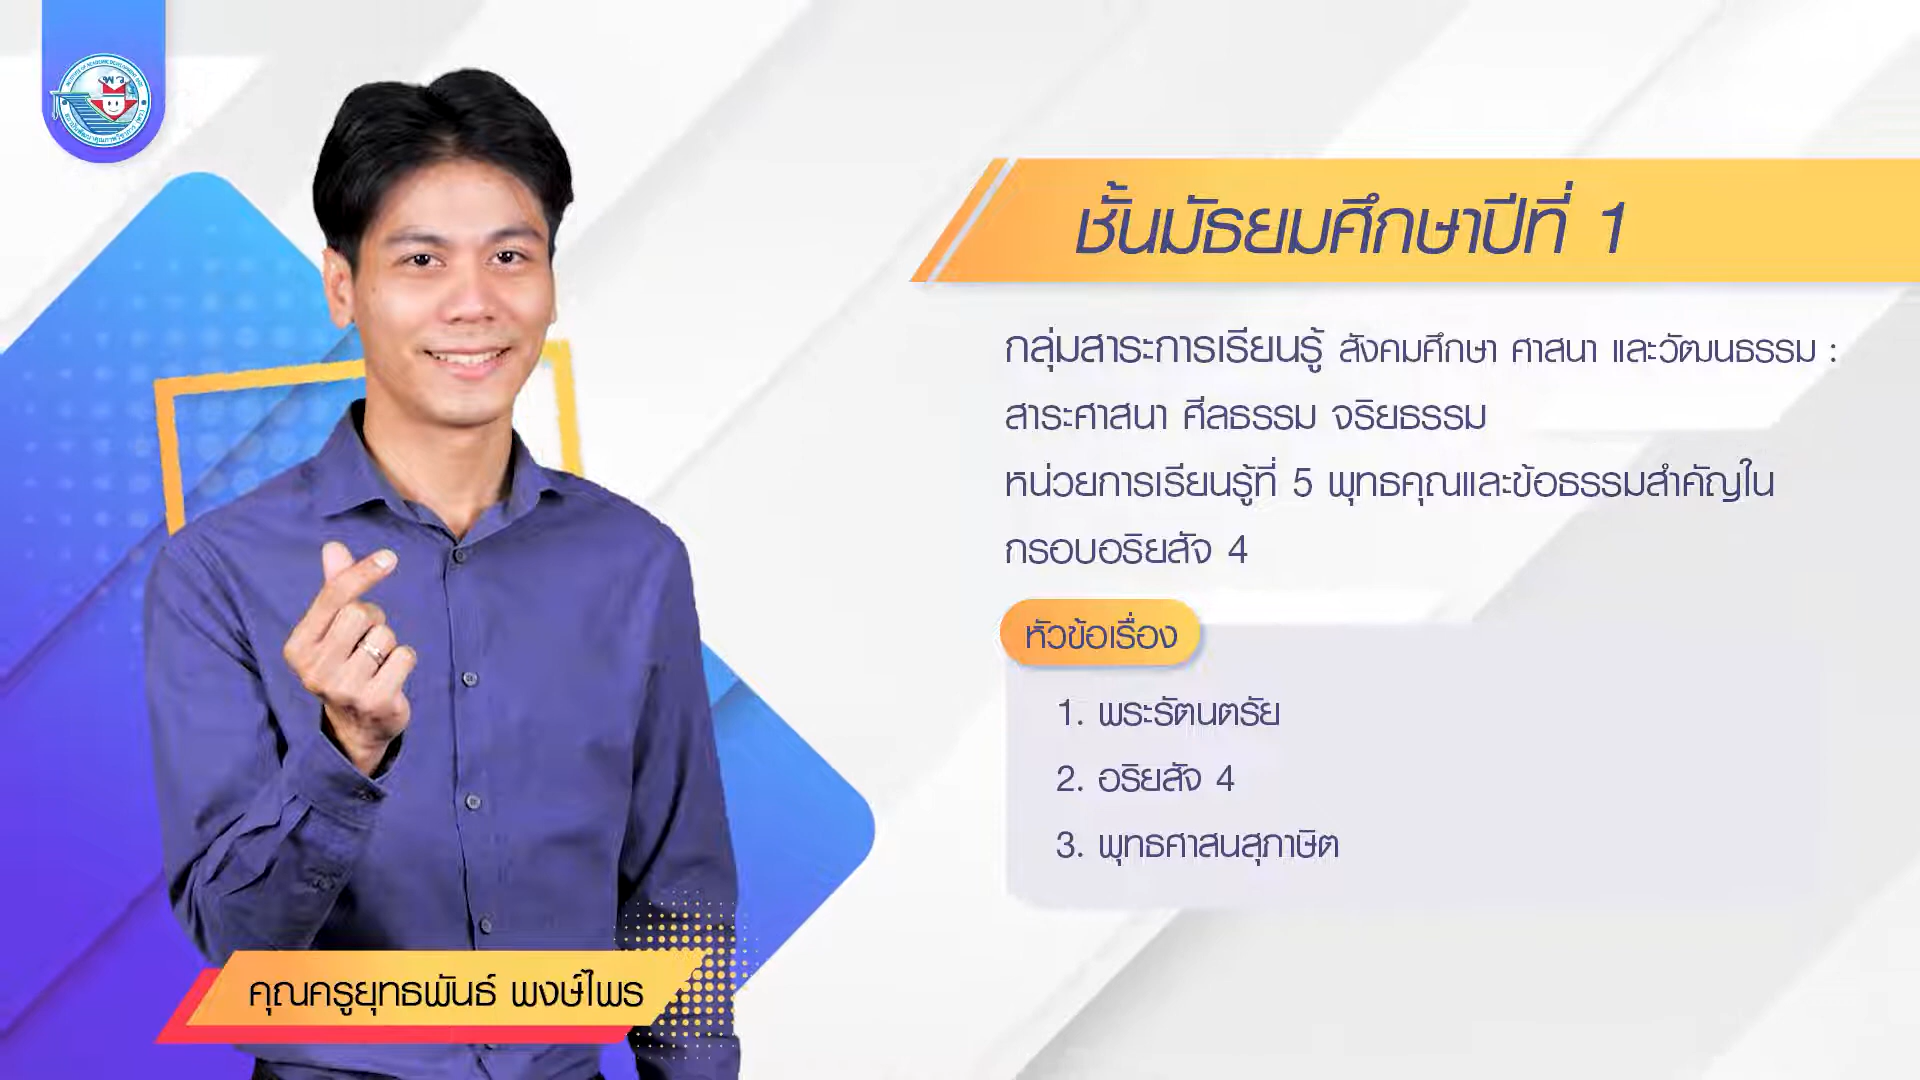 พว
ชั้นมัธยมศึกษาปีที่ 1
กลุ่มสาระการเรียนรู้ สังคมศึกษา ศาสนา และวัฒนธรรม :
สาระศาสนา ศีลธรรม จริยธรรม
หน่วยการเรียนรู้ที่ 5 พุทธคุณและข้อธรรมสำคัญใน
กรอบอริยสัจ 4
หัวข้อเรื่อง
1. พระรัตนตรัย
2. อริยสัจ 4
3. พุทธศาสนสุภาษิต
คุณครูยุทธพันธ์ พงษ์ไพร